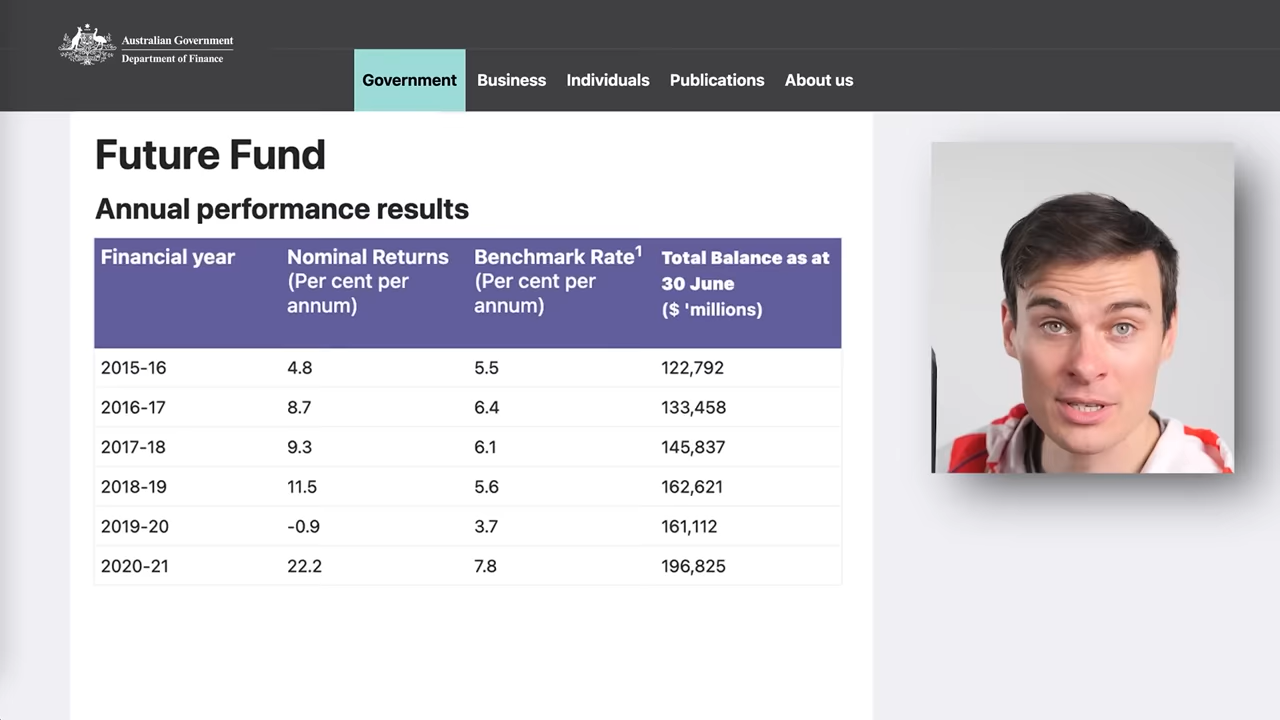 Australian Government
Department of Finance
Government Business Individuals Publications About us
Future Fund
Annual performance results
Financial year Nominal Returns (Per cent per annum) Benchmark Rate¹ (Per cent per annum) Total Balance as at 30 June ($ 'millions)
2015-16 4.8 5.5 122,792
2016-17 8.7 6.4 133,458
2017-18 9.3 6.1 145,837
2018-19 11.5 5.6 162,621
2019-20 -0.9 3.7 161,112
2020-21 22.2 7.8 196,825